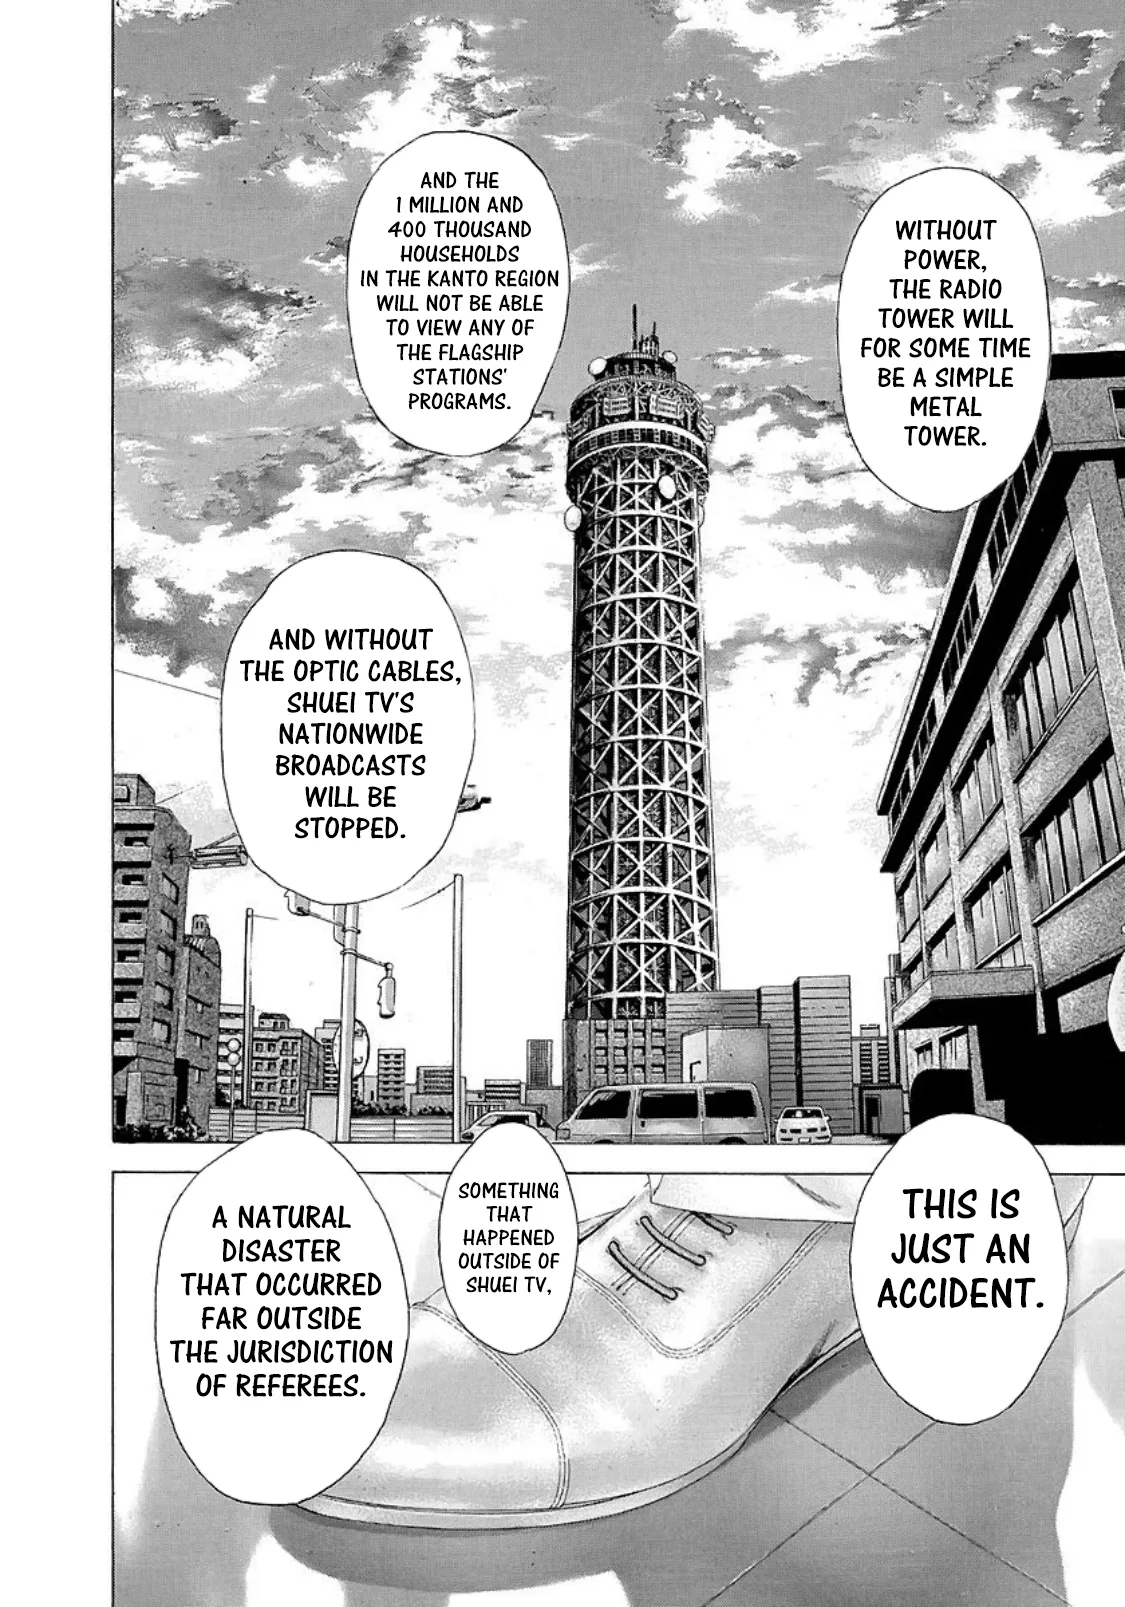 WITHOUT
POWER,
THE RADIO
TOWER WILL
FOR SOME TIME
BE A SIMPLE
METAL
TOWER.
AND THE
1 MILLION AND
400 THOUSAND
HOUSEHOLDS
IN THE KANTO REGION
WILL NOT BE ABLE
TO VIEW ANY OF
THE FLAGSHIP
STATIONS'
PROGRAMS.
AND WITHOUT
THE OPTIC CABLES,
SHUEI TV'S
NATIONWIDE
BROADCASTS
WILL BE
STOPPED.
THIS IS
JUST AN
ACCIDENT.
SOMETHING
THAT
HAPPENED
OUTSIDE OF
SHUEI TV,
A NATURAL
DISASTER
THAT OCCURRED
FAR OUTSIDE
THE JURISDICTION
OF REFEREES.